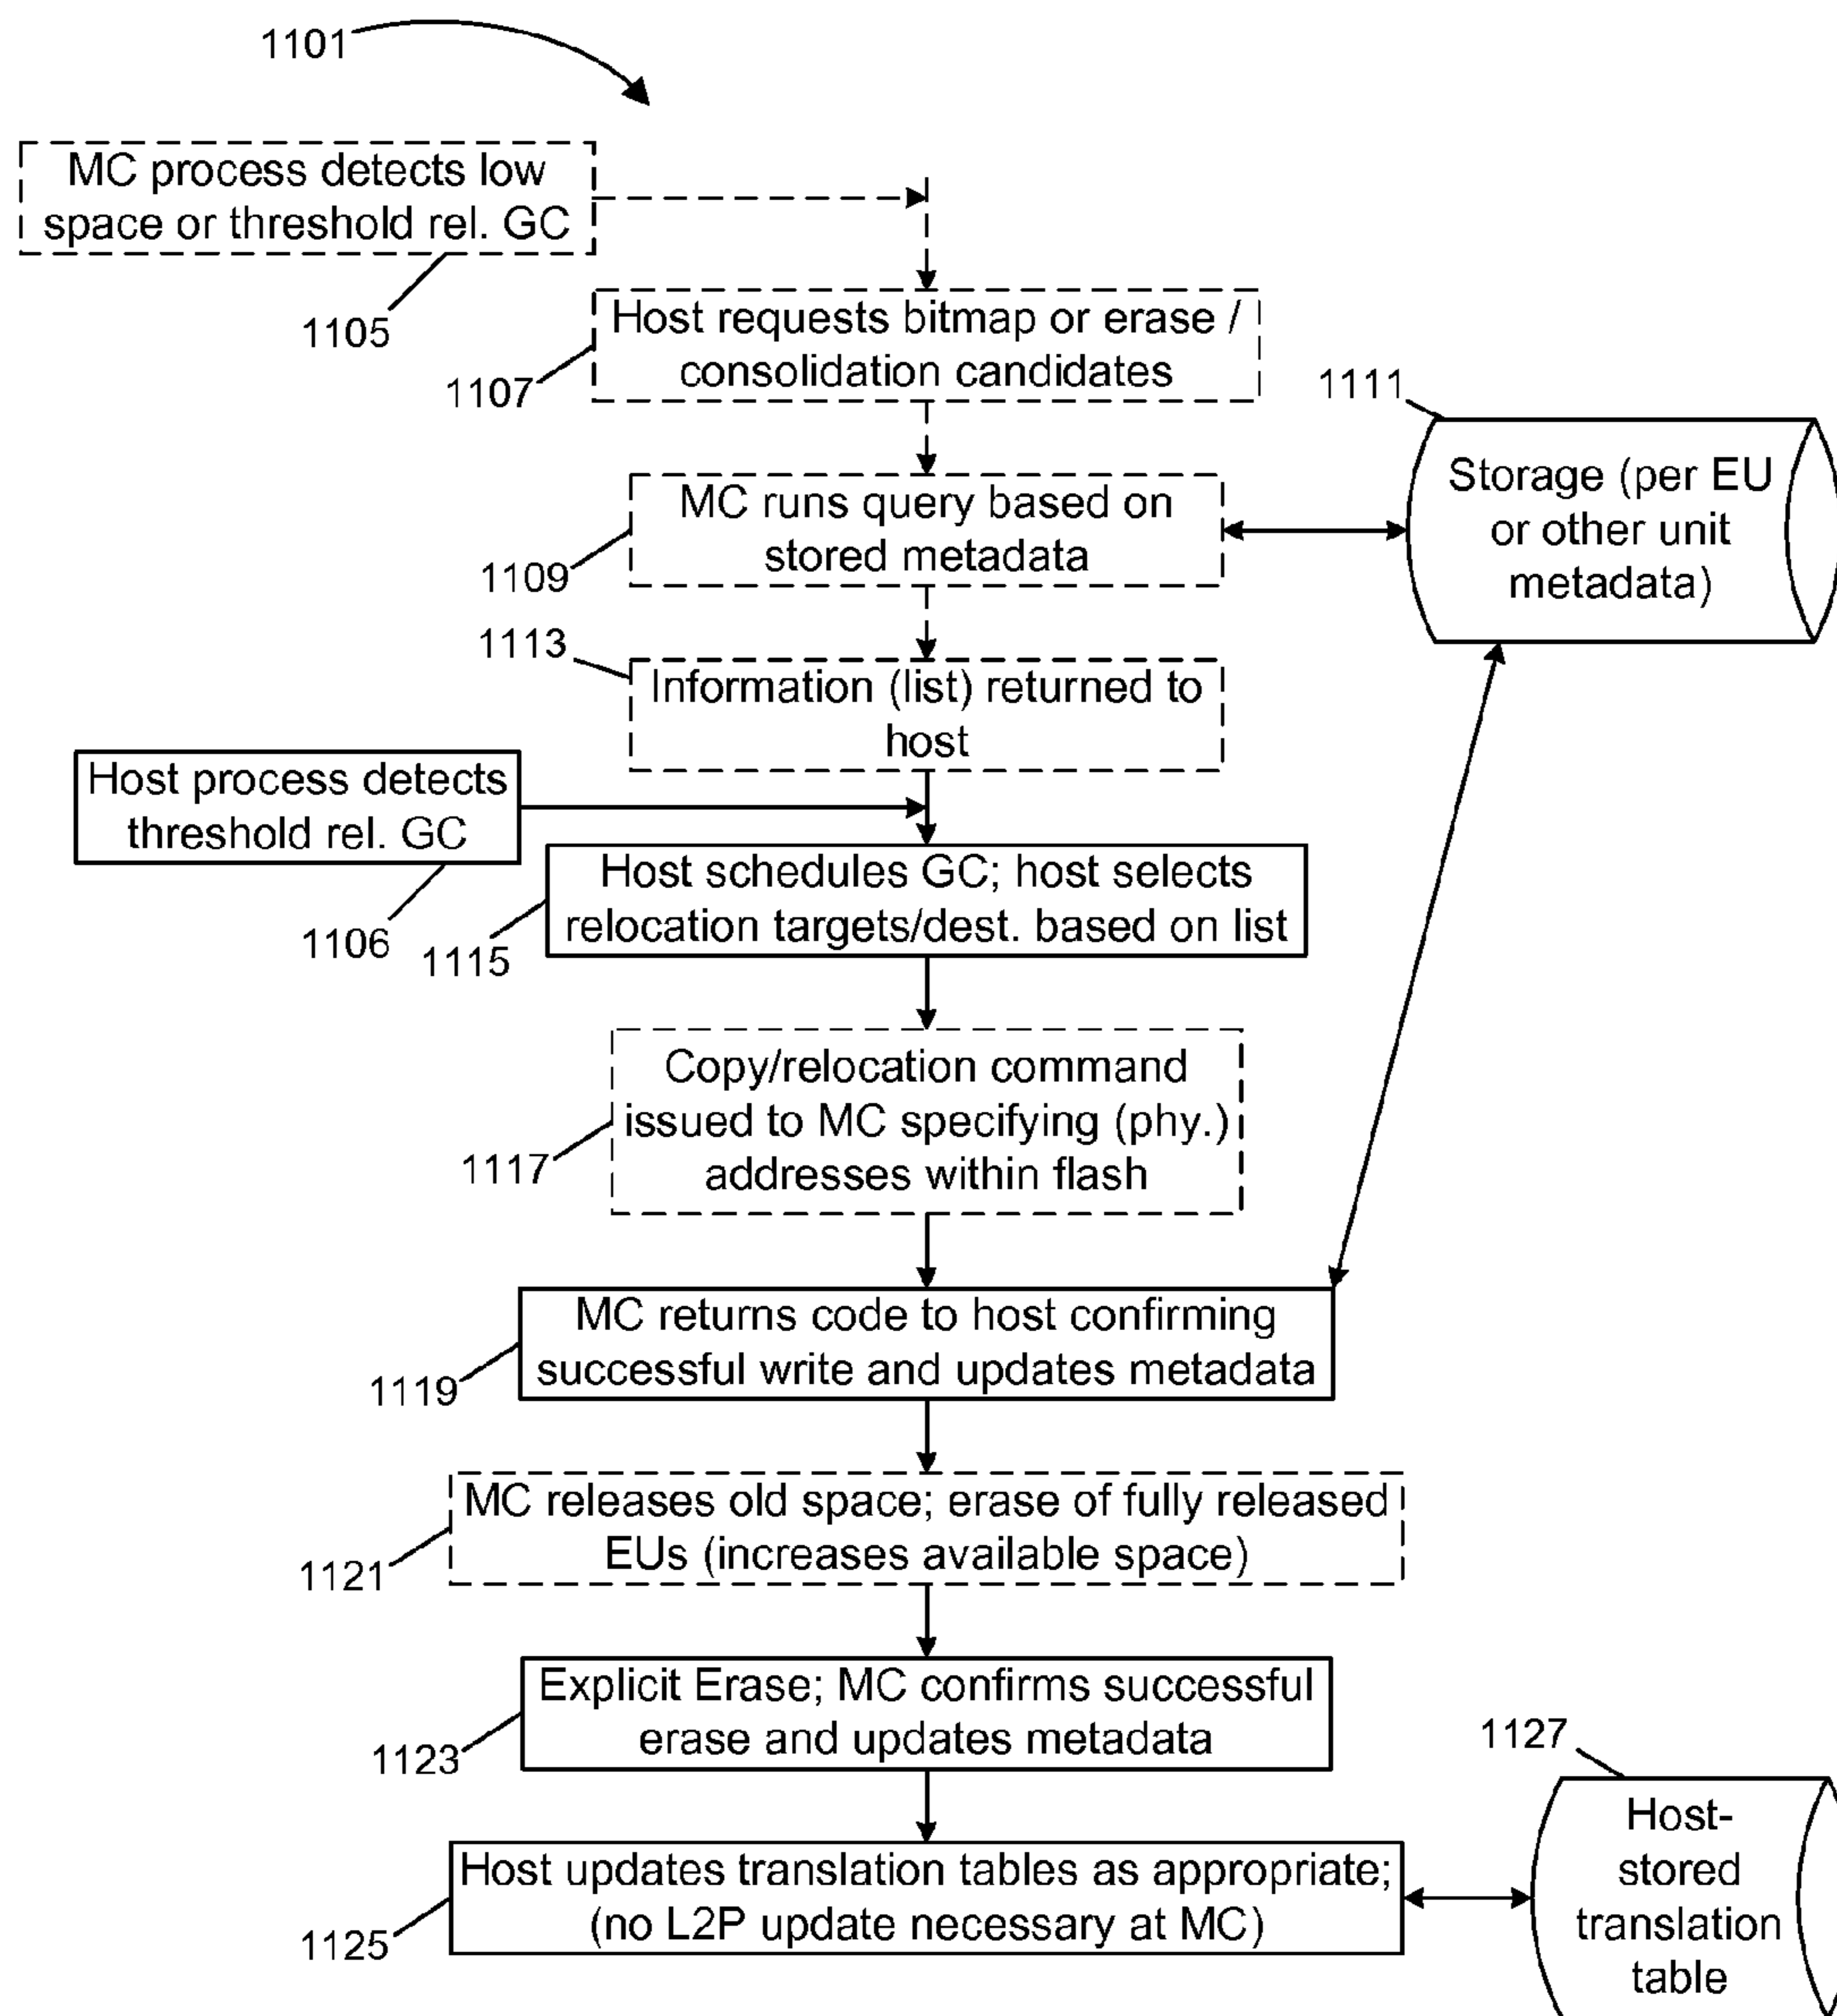 1101
MC process detects low
space or threshold rel. GC
1105
Host requests bitmap or erase /
consolidation candidates
1107
1111
MC runs query based on
stored metadata
1109
Storage (per EU
or other unit
metadata)
1113
Information (list) returned to
host
Host process detects
threshold rel. GC
1106
Host schedules GC; host selects
relocation targets/dest. based on list
1115
Copy/relocation command
issued to MC specifying (phy.)
addresses within flash
1117
MC returns code to host confirming
successful write and updates metadata
1119
MC releases old space; erase of fully released
EUs (increases available space)
1121
Explicit Erase; MC confirms successful
erase and updates metadata
1123
1127
Host updates translation tables as appropriate;
(no L2P update necessary at MC)
1125
Host-
stored
translation
table